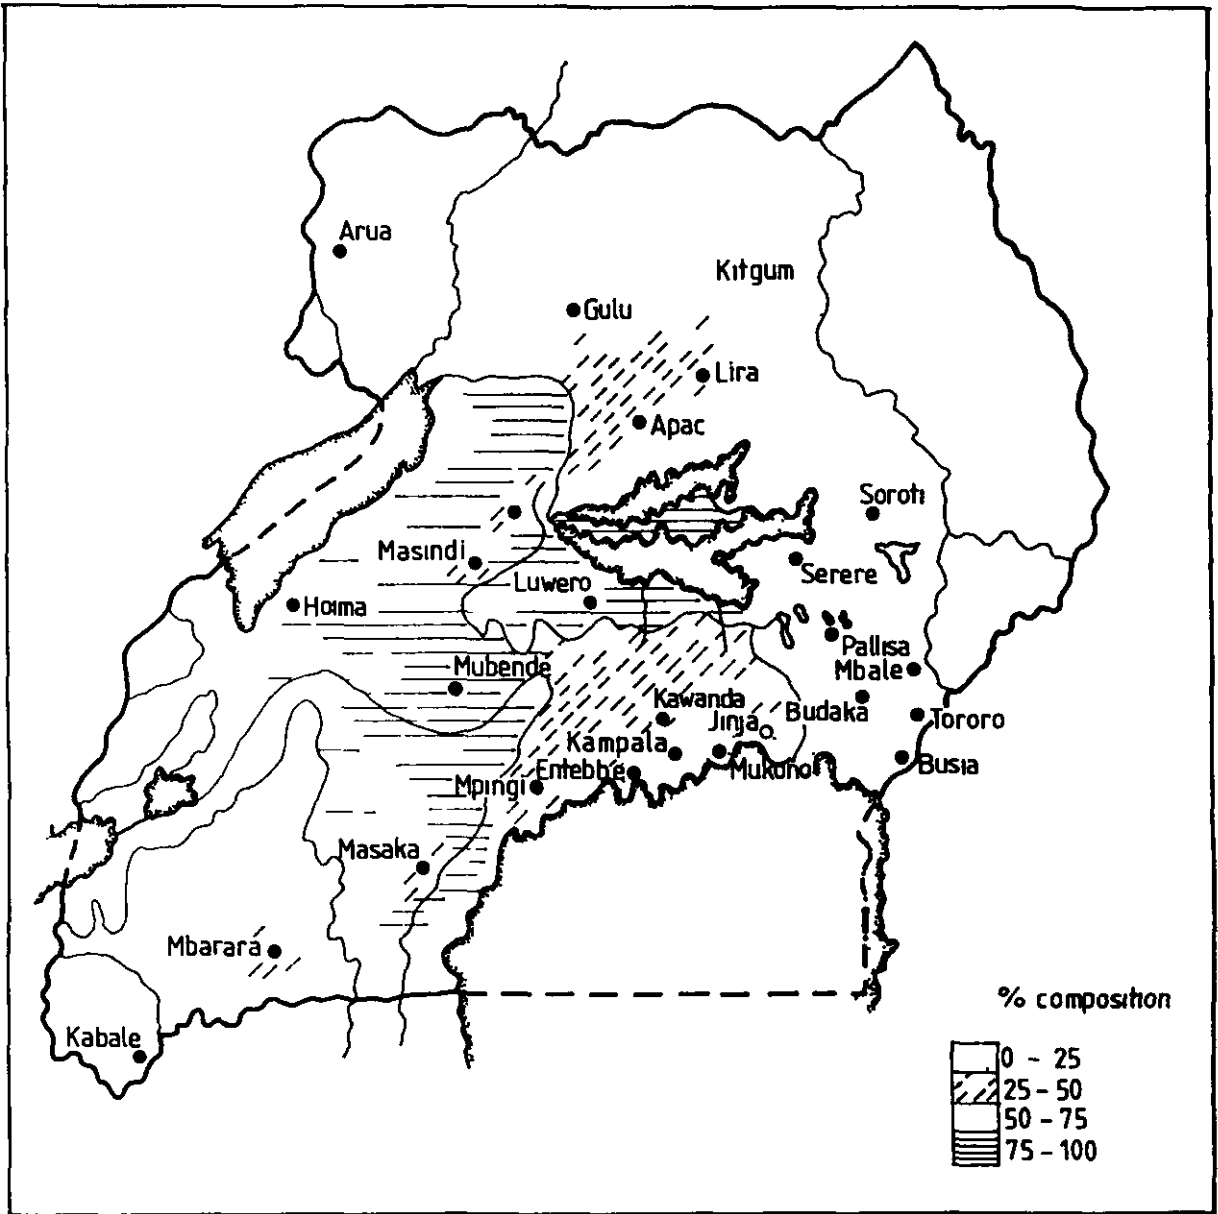 Arua
Kitgum
Gulu
Lira
Apac
Soroti
Masindi
Serere
Luwero
Hoima
Pallisa
Mubende
Mbale
Kawanda
Jinja
Budaka
Tororo
Kampala
Entebbe
Mukono
Busia
Mpingi
Masaka
Mbarara
% composition
Kabale
0 - 25
25 - 50
50 - 75
75 - 100